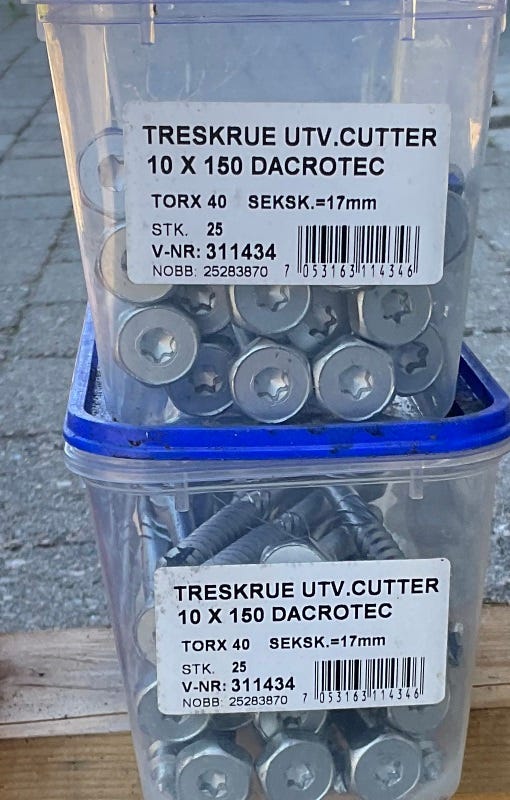 TRESKRUE UTV.CUTTER
10 X 150 DACROTEC
TORX 40 SEKSK.=17mm
STK. 25
V-NR: 311434
NOBB: 25283870 7 053163 114346
TRESKRUE UTV.CUTTER
10 X 150 DACROTEC
TORX 40 SEKSK.=17mm
STK. 25
V-NR: 311434
NOBB: 25283870 7 053163 114346